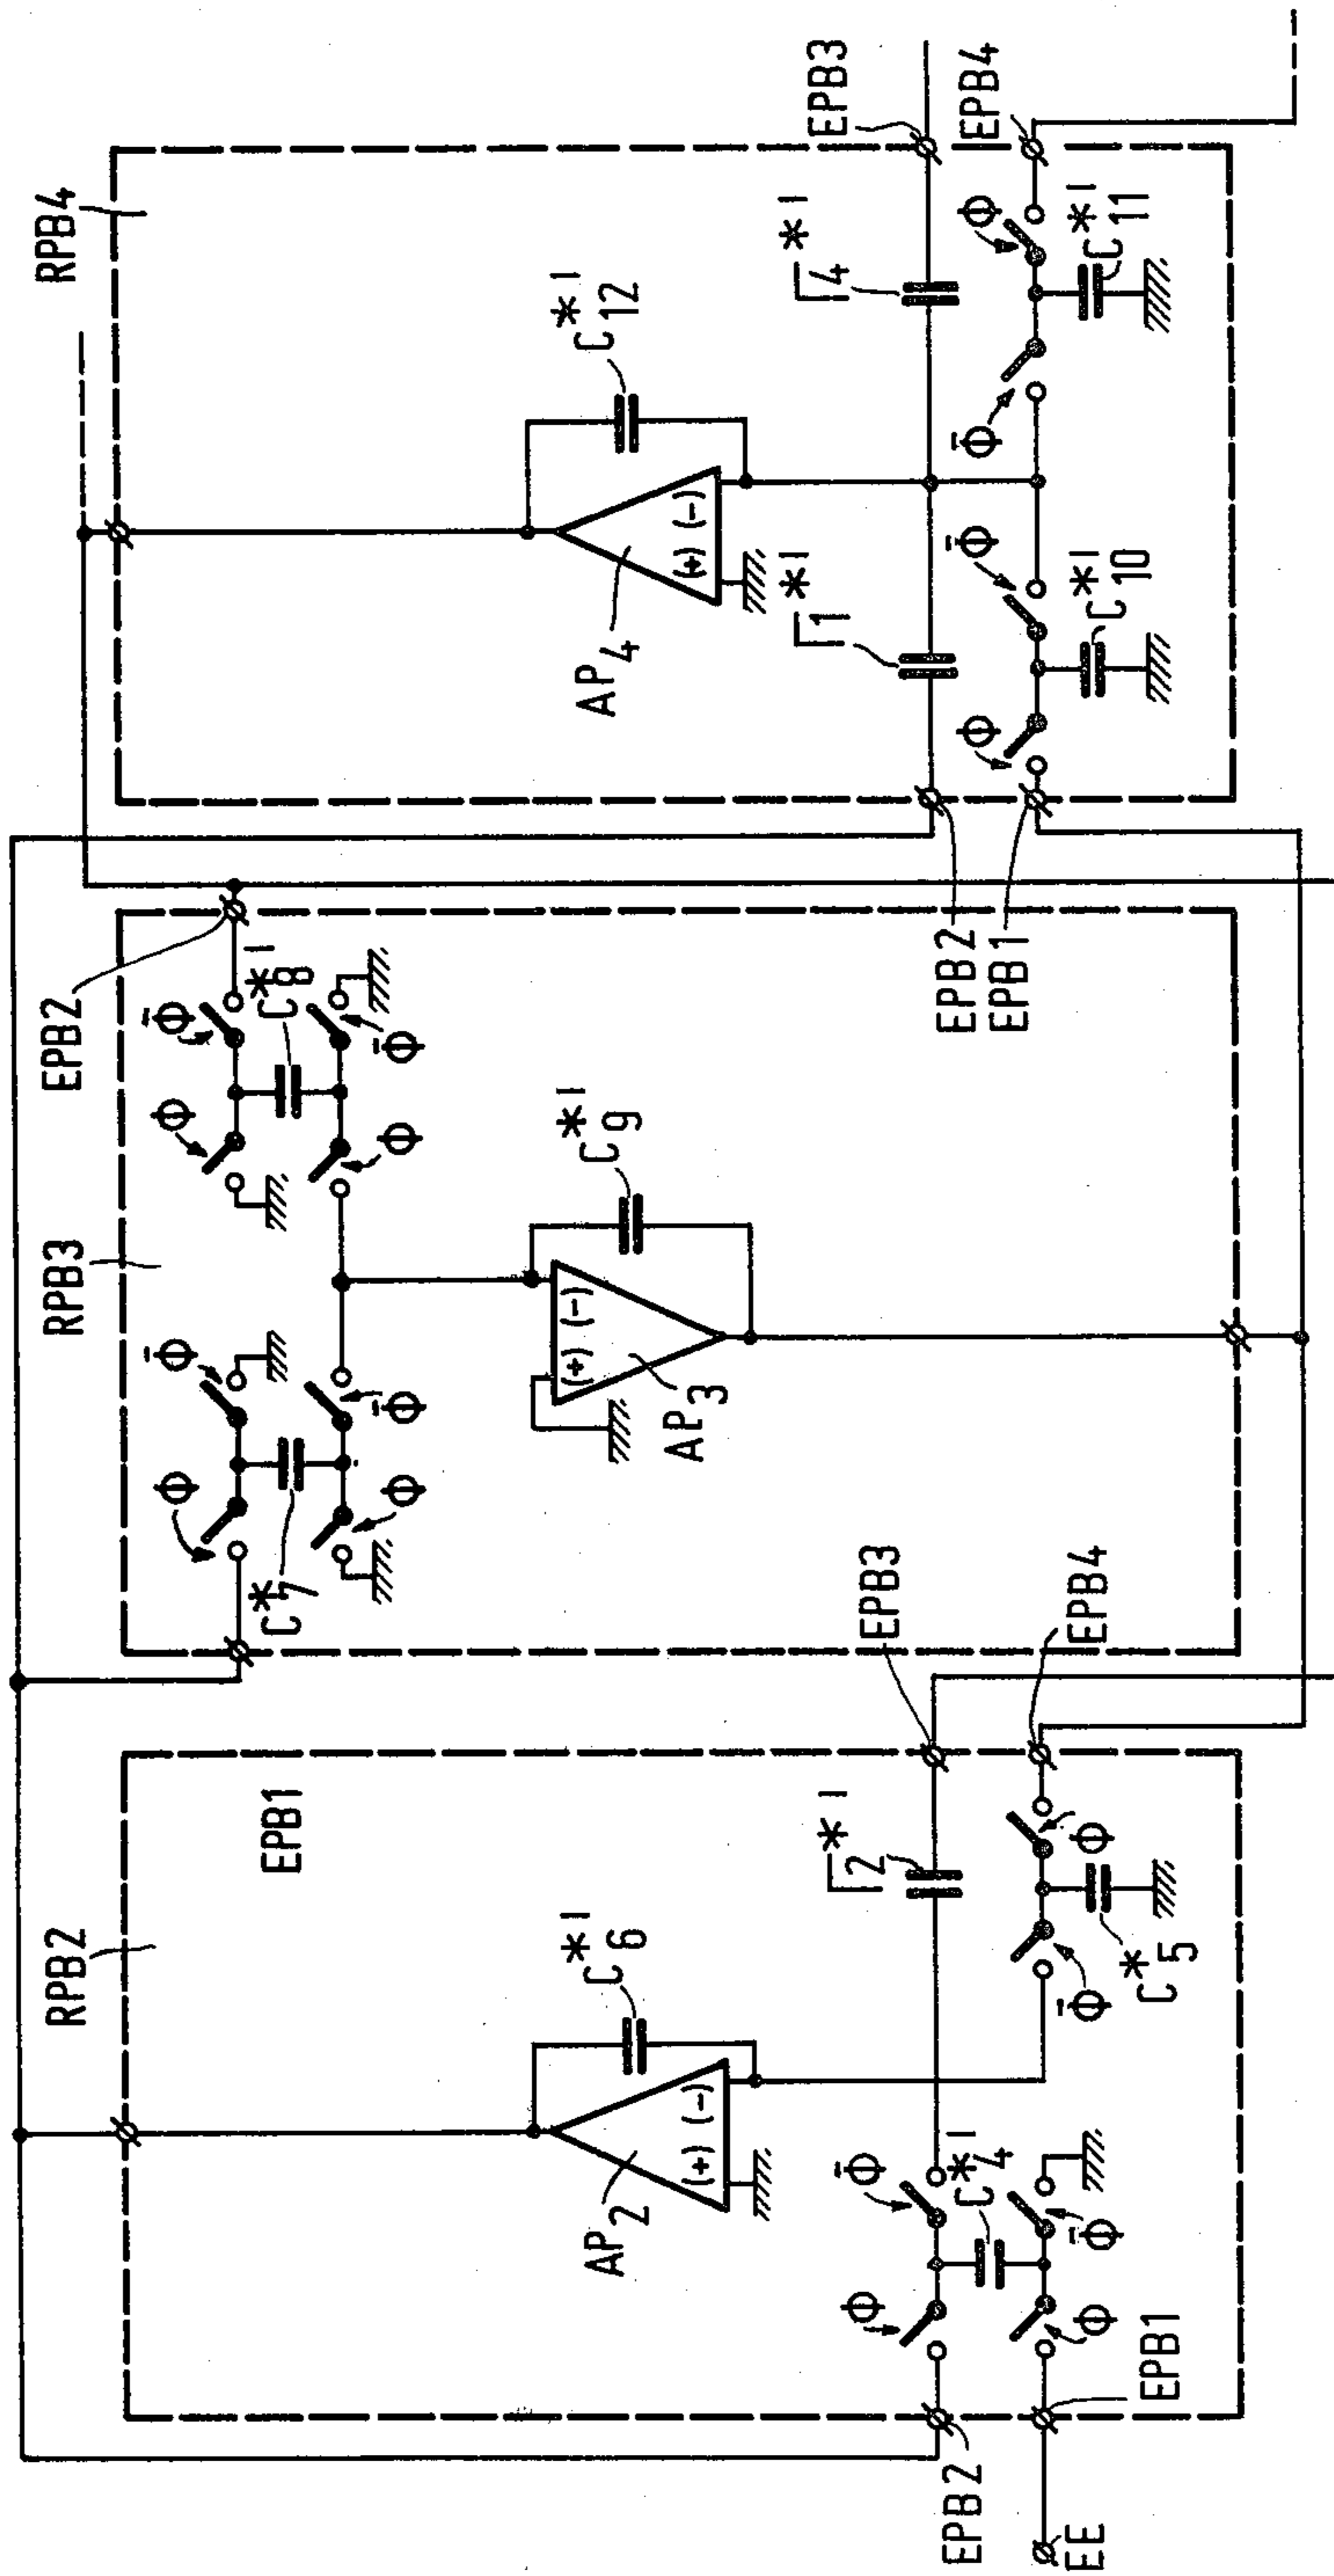 RPB2
EPB1
C*'6
AP2
(+) (-)
Γ*'2
EPB3
EPB4
Φ
Φ̄
C*'4
Φ
Φ̄
Φ̄
Φ
C*5
EPB2
EPB1
EE
RPB3
EPB2
Φ
Φ̄
Φ
Φ̄
C*7
C*'8
Φ
Φ̄
Φ
Φ̄
(+) (-)
AP3
C*'9
RPB4
C*'12
AP4
(+) (-)
Γ*'1
Γ*'4
EPB3
EPB4
Φ
Φ̄
Φ̄
Φ
C*'10
C*'11
EPB2
EPB1